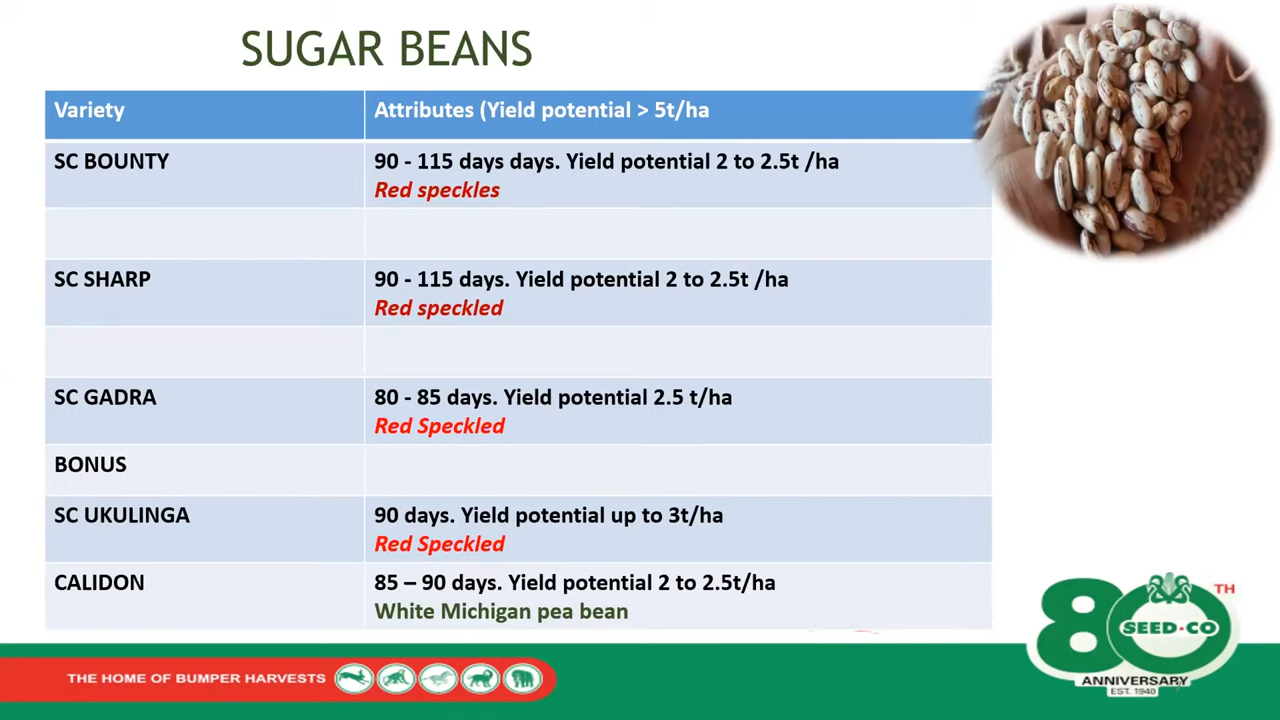 SUGAR BEANS
Variety
Attributes (Yield potential > 5t/ha
SC BOUNTY
90 - 115 days days. Yield potential 2 to 2.5t /ha
Red speckles
SC SHARP
90 - 115 days. Yield potential 2 to 2.5t /ha
Red speckled
SC GADRA
80 - 85 days. Yield potential 2.5 t/ha
Red Speckled
BONUS
SC UKULINGA
90 days. Yield potential up to 3t/ha
Red Speckled
CALIDON
85 – 90 days. Yield potential 2 to 2.5t/ha
White Michigan pea bean
THE HOME OF BUMPER HARVESTS
80 TH
SEED·CO
ANNIVERSARY
EST. 1940